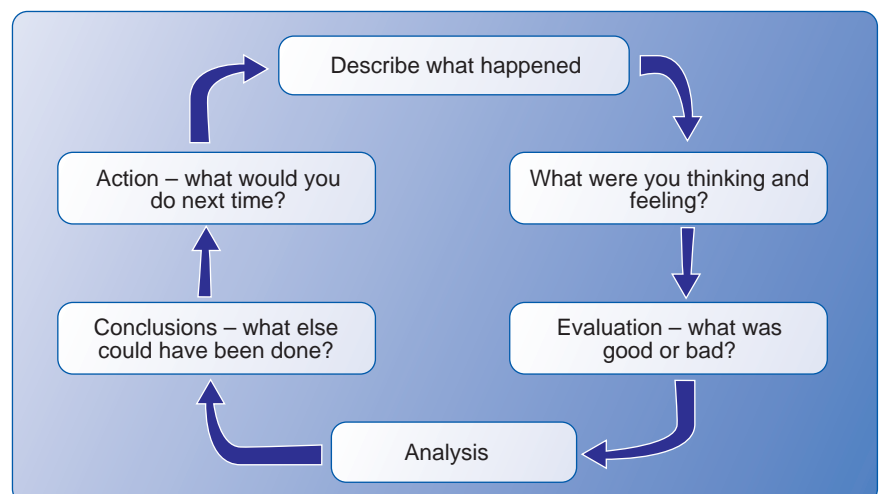 Describe what happened
What were you thinking and
feeling?
Evaluation – what was
good or bad?
Analysis
Conclusions – what else
could have been done?
Action – what would you
do next time?